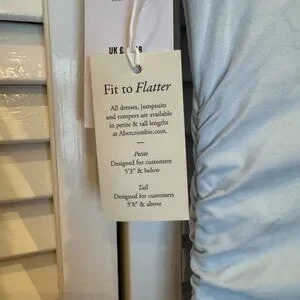 UK &
Fit to Flatter
All dresses, jumpsuits
and rompers are available
in petite & tall lengths
at Abercrombie.com.
Petite
Designed for customers
5'3" & below
Tall
Designed for customers
5'8" & above